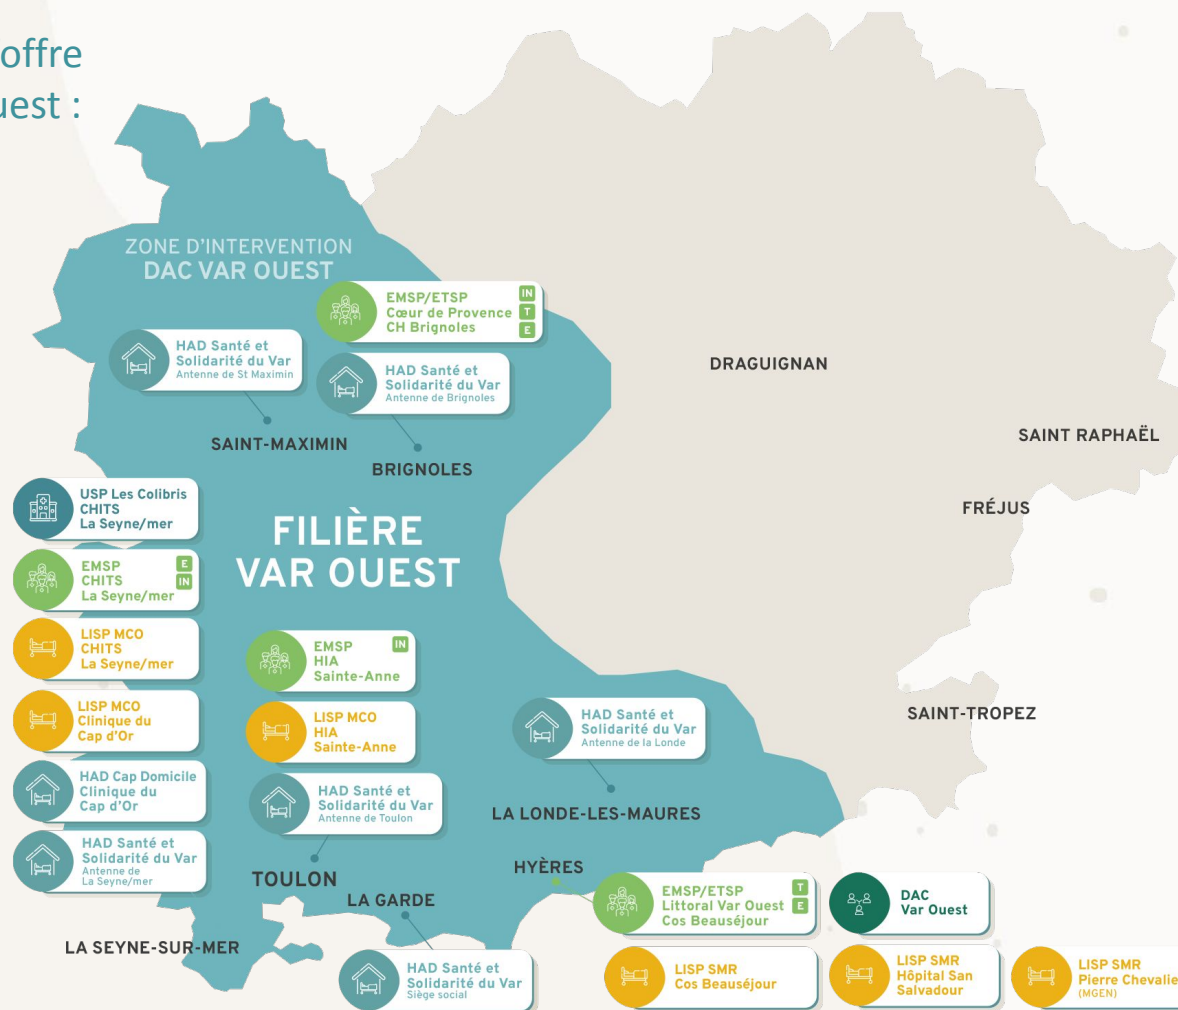 offre
uest :
ZONE D'INTERVENTION
DAC VAR OUEST
EMSP/ETSP
Cœur de Provence
CH Brignoles
IN
T
E
HAD Santé et
Solidarité du Var
Antenne de St Maximin
HAD Santé et
Solidarité du Var
Antenne de Brignoles
DRAGUIGNAN
SAINT RAPHAËL
SAINT-MAXIMIN
BRIGNOLES
FRÉJUS
USP Les Colibris
CHITS
La Seyne/mer
FILIÈRE
VAR OUEST
EMSP
CHITS
La Seyne/mer
E
IN
LISP MCO
CHITS
La Seyne/mer
EMSP
HIA
Sainte-Anne
IN
LISP MCO
Clinique du
Cap d'Or
LISP MCO
HIA
Sainte-Anne
HAD Santé et
Solidarité du Var
Antenne de la Londe
SAINT-TROPEZ
HAD Cap Domicile
Clinique du
Cap d'Or
HAD Santé et
Solidarité du Var
Antenne de Toulon
LA LONDE-LES-MAURES
HAD Santé et
Solidarité du Var
Antenne de
La Seyne/mer
TOULON
HYÈRES
LA GARDE
EMSP/ETSP
Littoral Var Ouest
Cos Beauséjour
T
E
DAC
Var Ouest
LA SEYNE-SUR-MER
HAD Santé et
Solidarité du Var
Siège social
LISP SMR
Cos Beauséjour
LISP SMR
Hôpital San
Salvadour
LISP SMR
Pierre Chevalie
(MGEN)